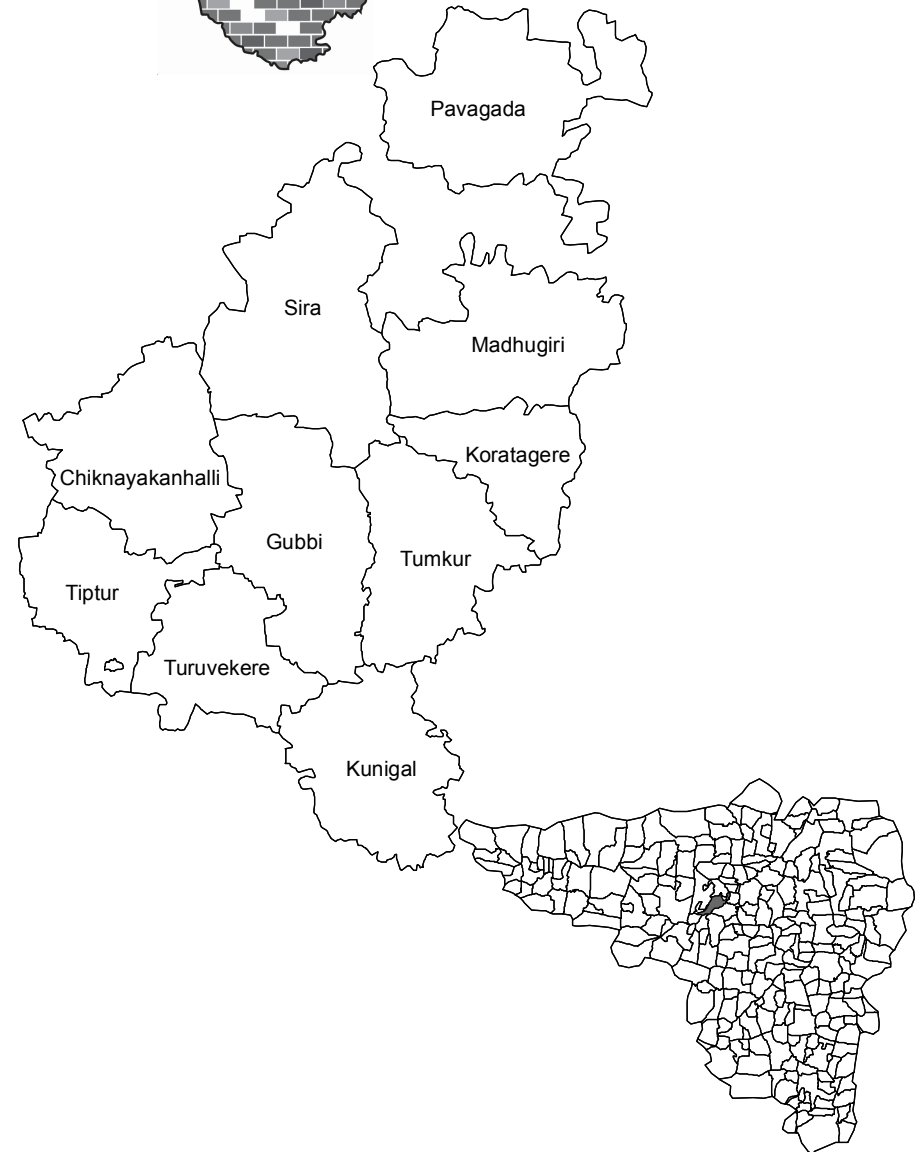 Pavagada
Sira
Madhugiri
Koratagere
Chiknayakanhalli
Gubbi
Tumkur
Tiptur
Turuvekere
Kunigal